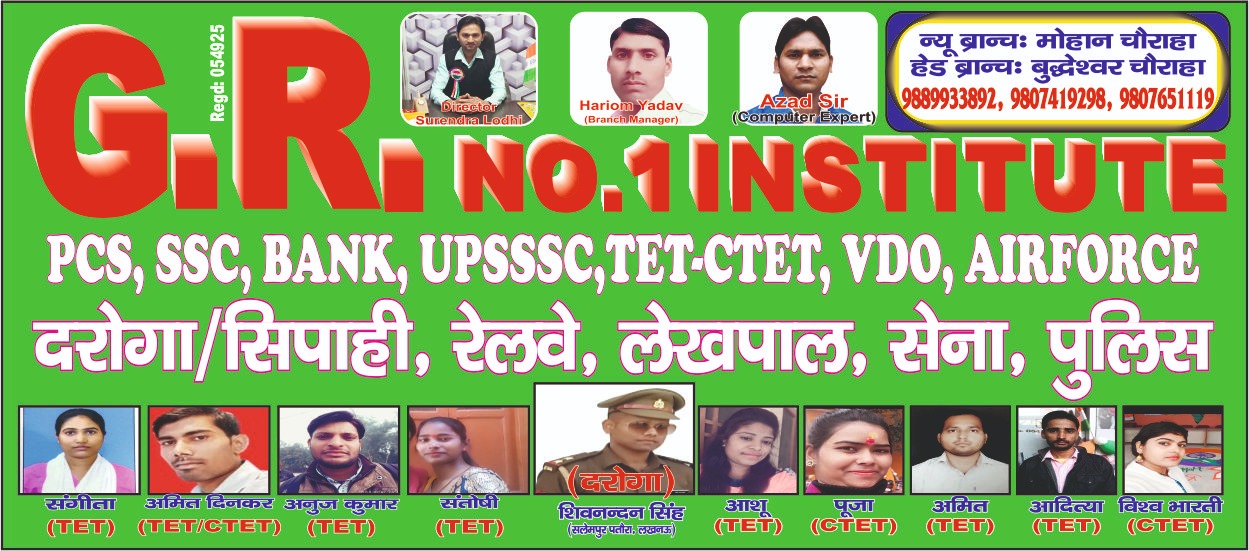 G.R. NO.1 INSTITUTE
Regd: 054925
Director
Surendra Lodhi
Hariom Yadav
(Branch Manager)
Azad Sir
(Computer Expert)
न्यू ब्रान्चः मोहान चौराहा
हेड ब्रान्चः बुद्धेश्वर चौराहा
9889933892, 9807419298, 9807651119
PCS, SSC, BANK, UPSSSC,TET-CTET, VDO, AIRFORCE
दरोगा/सिपाही, रेलवे, लेखपाल, सेना, पुलिस
संगीता
(TET)
अमित दिनकर
(TET/CTET)
अनुज कुमार
(TET)
संतोषी
(TET)
(दरोगा)
शिवनन्दन सिंह
(सलेमपुर पतौरा, लखनऊ)
आशू
(TET)
पूजा
(CTET)
अमित
(TET)
आदित्या
(TET)
विश्व भारती
(CTET)